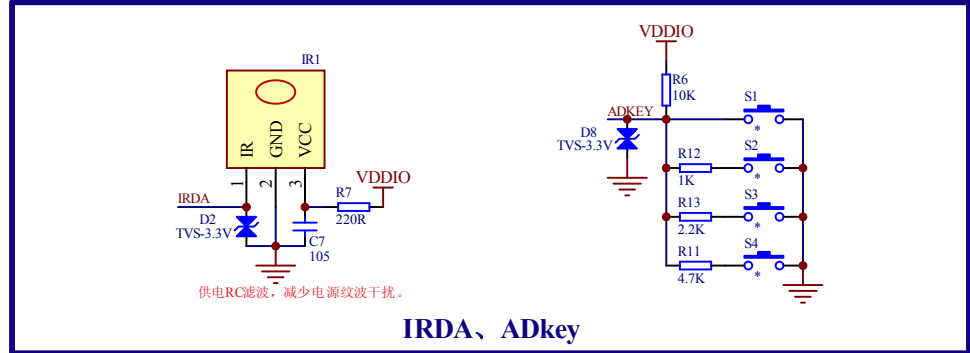 IR1
IR
GND
VCC
1
2
3
IRDA
D2
TVS-3.3V
R7
220R
VDDIO
C7
105
供电RC滤波，减少电源纹波干扰。
VDDIO
R6
10K
ADKEY
D8
TVS-3.3V
S1
*
R12
1K
S2
*
R13
2.2K
S3
*
R11
4.7K
S4
*
IRDA、ADkey